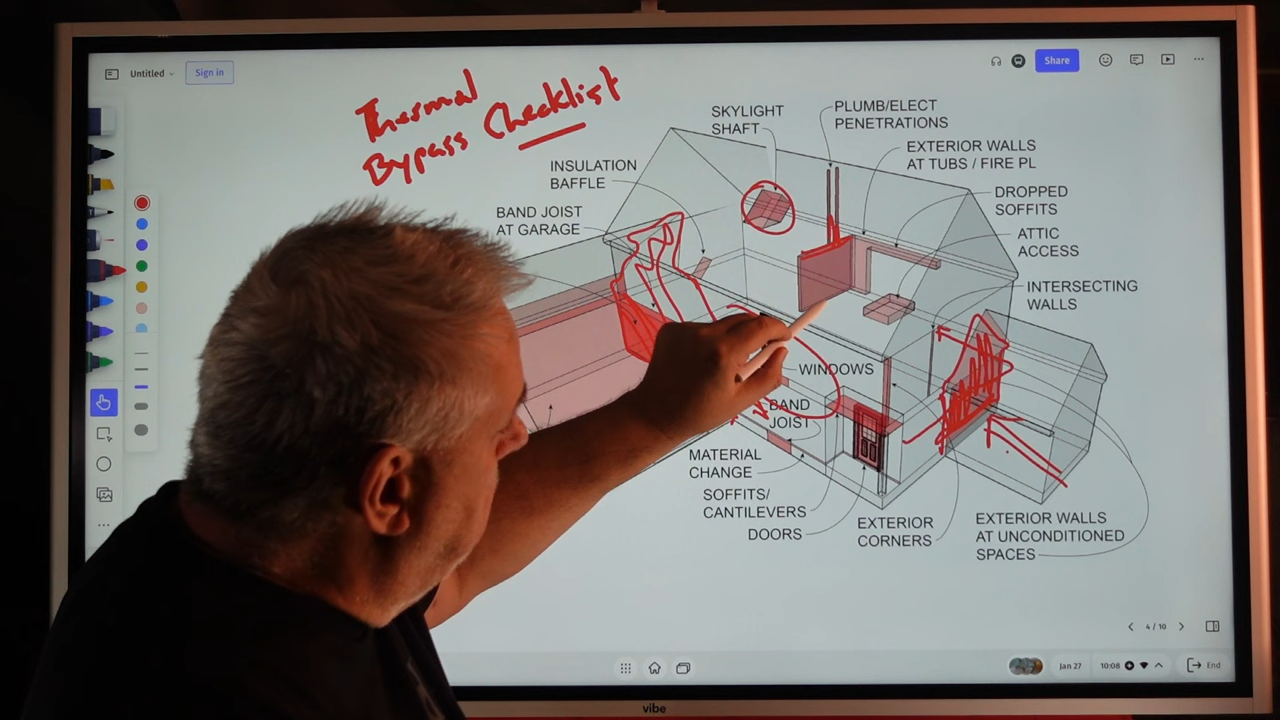 Untitled
Sign in
Share
Thermal
Bypass Checklist
SKYLIGHT
SHAFT
PLUMB/ELECT
PENETRATIONS
EXTERIOR WALLS
AT TUBS / FIRE PL
INSULATION
BAFFLE
DROPPED
SOFFITS
BAND JOIST
AT GARAGE
ATTIC
ACCESS
INTERSECTING
WALLS
WINDOWS
BAND
JOIST
MATERIAL
CHANGE
SOFFITS/
CANTILEVERS
DOORS
EXTERIOR
CORNERS
EXTERIOR WALLS
AT UNCONDITIONED
SPACES
4 / 10
Jan 27
10:08
End
vibe